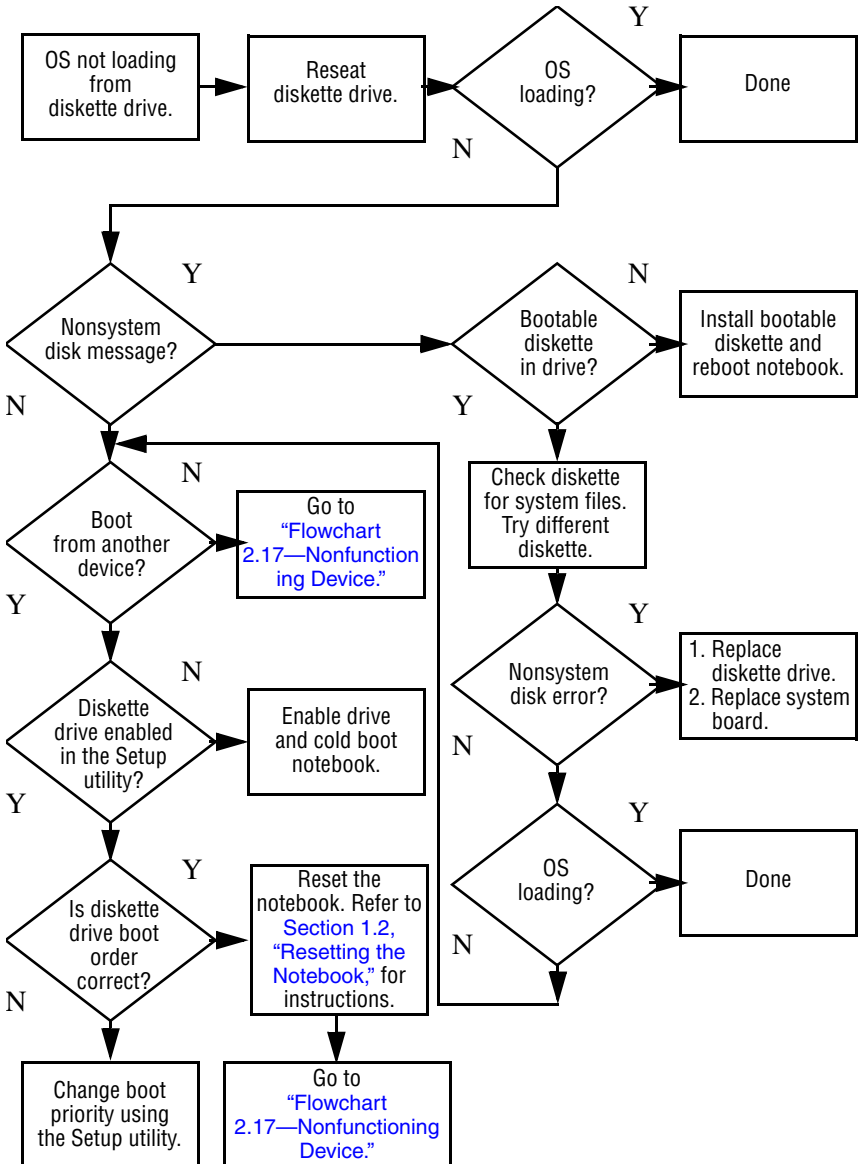 OS not loading
from
diskette drive.
Reseat
diskette drive.
OS
loading?
Y
N
Done
Nonsystem
disk message?
Y
N
Bootable
diskette
in drive?
N
Y
Install bootable
diskette and
reboot notebook.
Check diskette
for system files.
Try different
diskette.
Boot
from another
device?
N
Y
Go to
“Flowchart
2.17—Nonfunction
ing Device.”
Nonsystem
disk error?
Y
N
1. Replace
diskette drive.
2. Replace system
board.
Diskette
drive enabled
in the Setup
utility?
N
Y
Enable drive
and cold boot
notebook.
OS
loading?
Y
N
Done
Is diskette
drive boot
order
correct?
Y
N
Reset the
notebook. Refer to
Section 1.2,
“Resetting the
Notebook,” for
instructions.
Change boot
priority using
the Setup utility.
Go to
“Flowchart
2.17—Nonfunctioning
Device.”